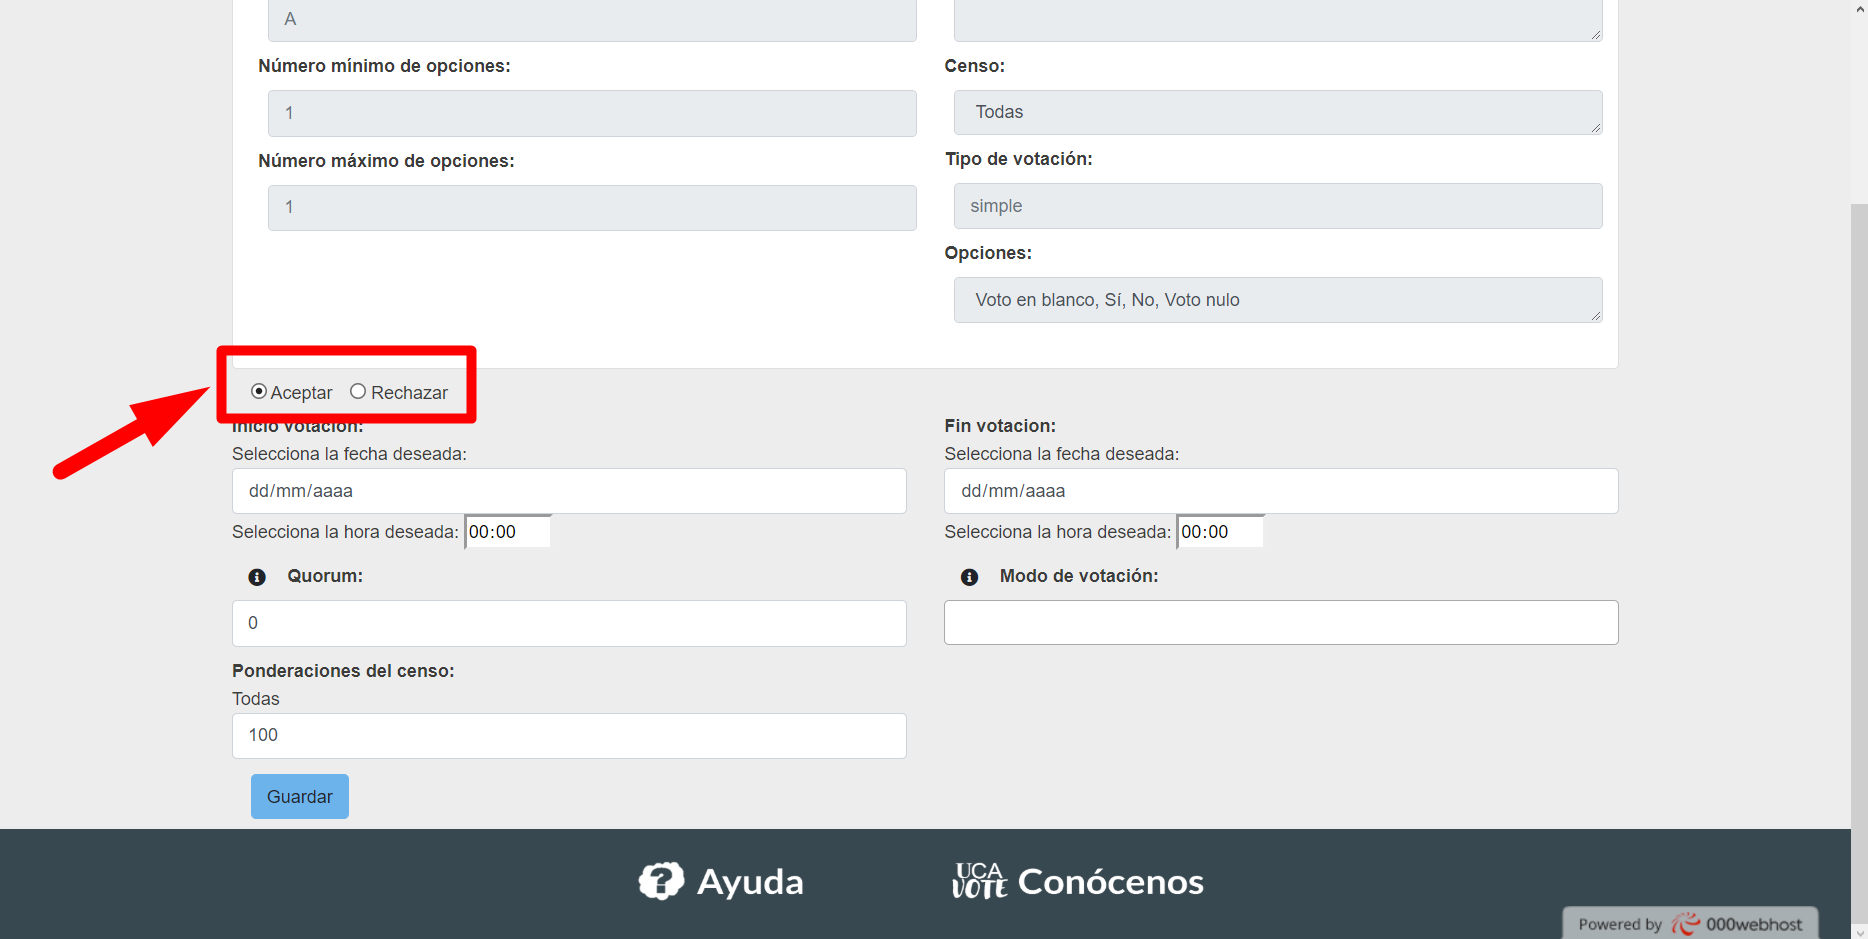 A
Número mínimo de opciones:
Censo:
1
Todas
Número máximo de opciones:
Tipo de votación:
1
simple
Opciones:
Voto en blanco, Sí, No, Voto nulo
Aceptar Rechazar
Inicio votacion:
Fin votacion:
Selecciona la fecha deseada:
Selecciona la fecha deseada:
dd/mm/aaaa
dd/mm/aaaa
Selecciona la hora deseada: 00:00
Selecciona la hora deseada: 00:00
Quorum:
Modo de votación:
0
Ponderaciones del censo:
Todas
100
Guardar
Ayuda
UCA VOTE Conócenos
Powered by 000webhost